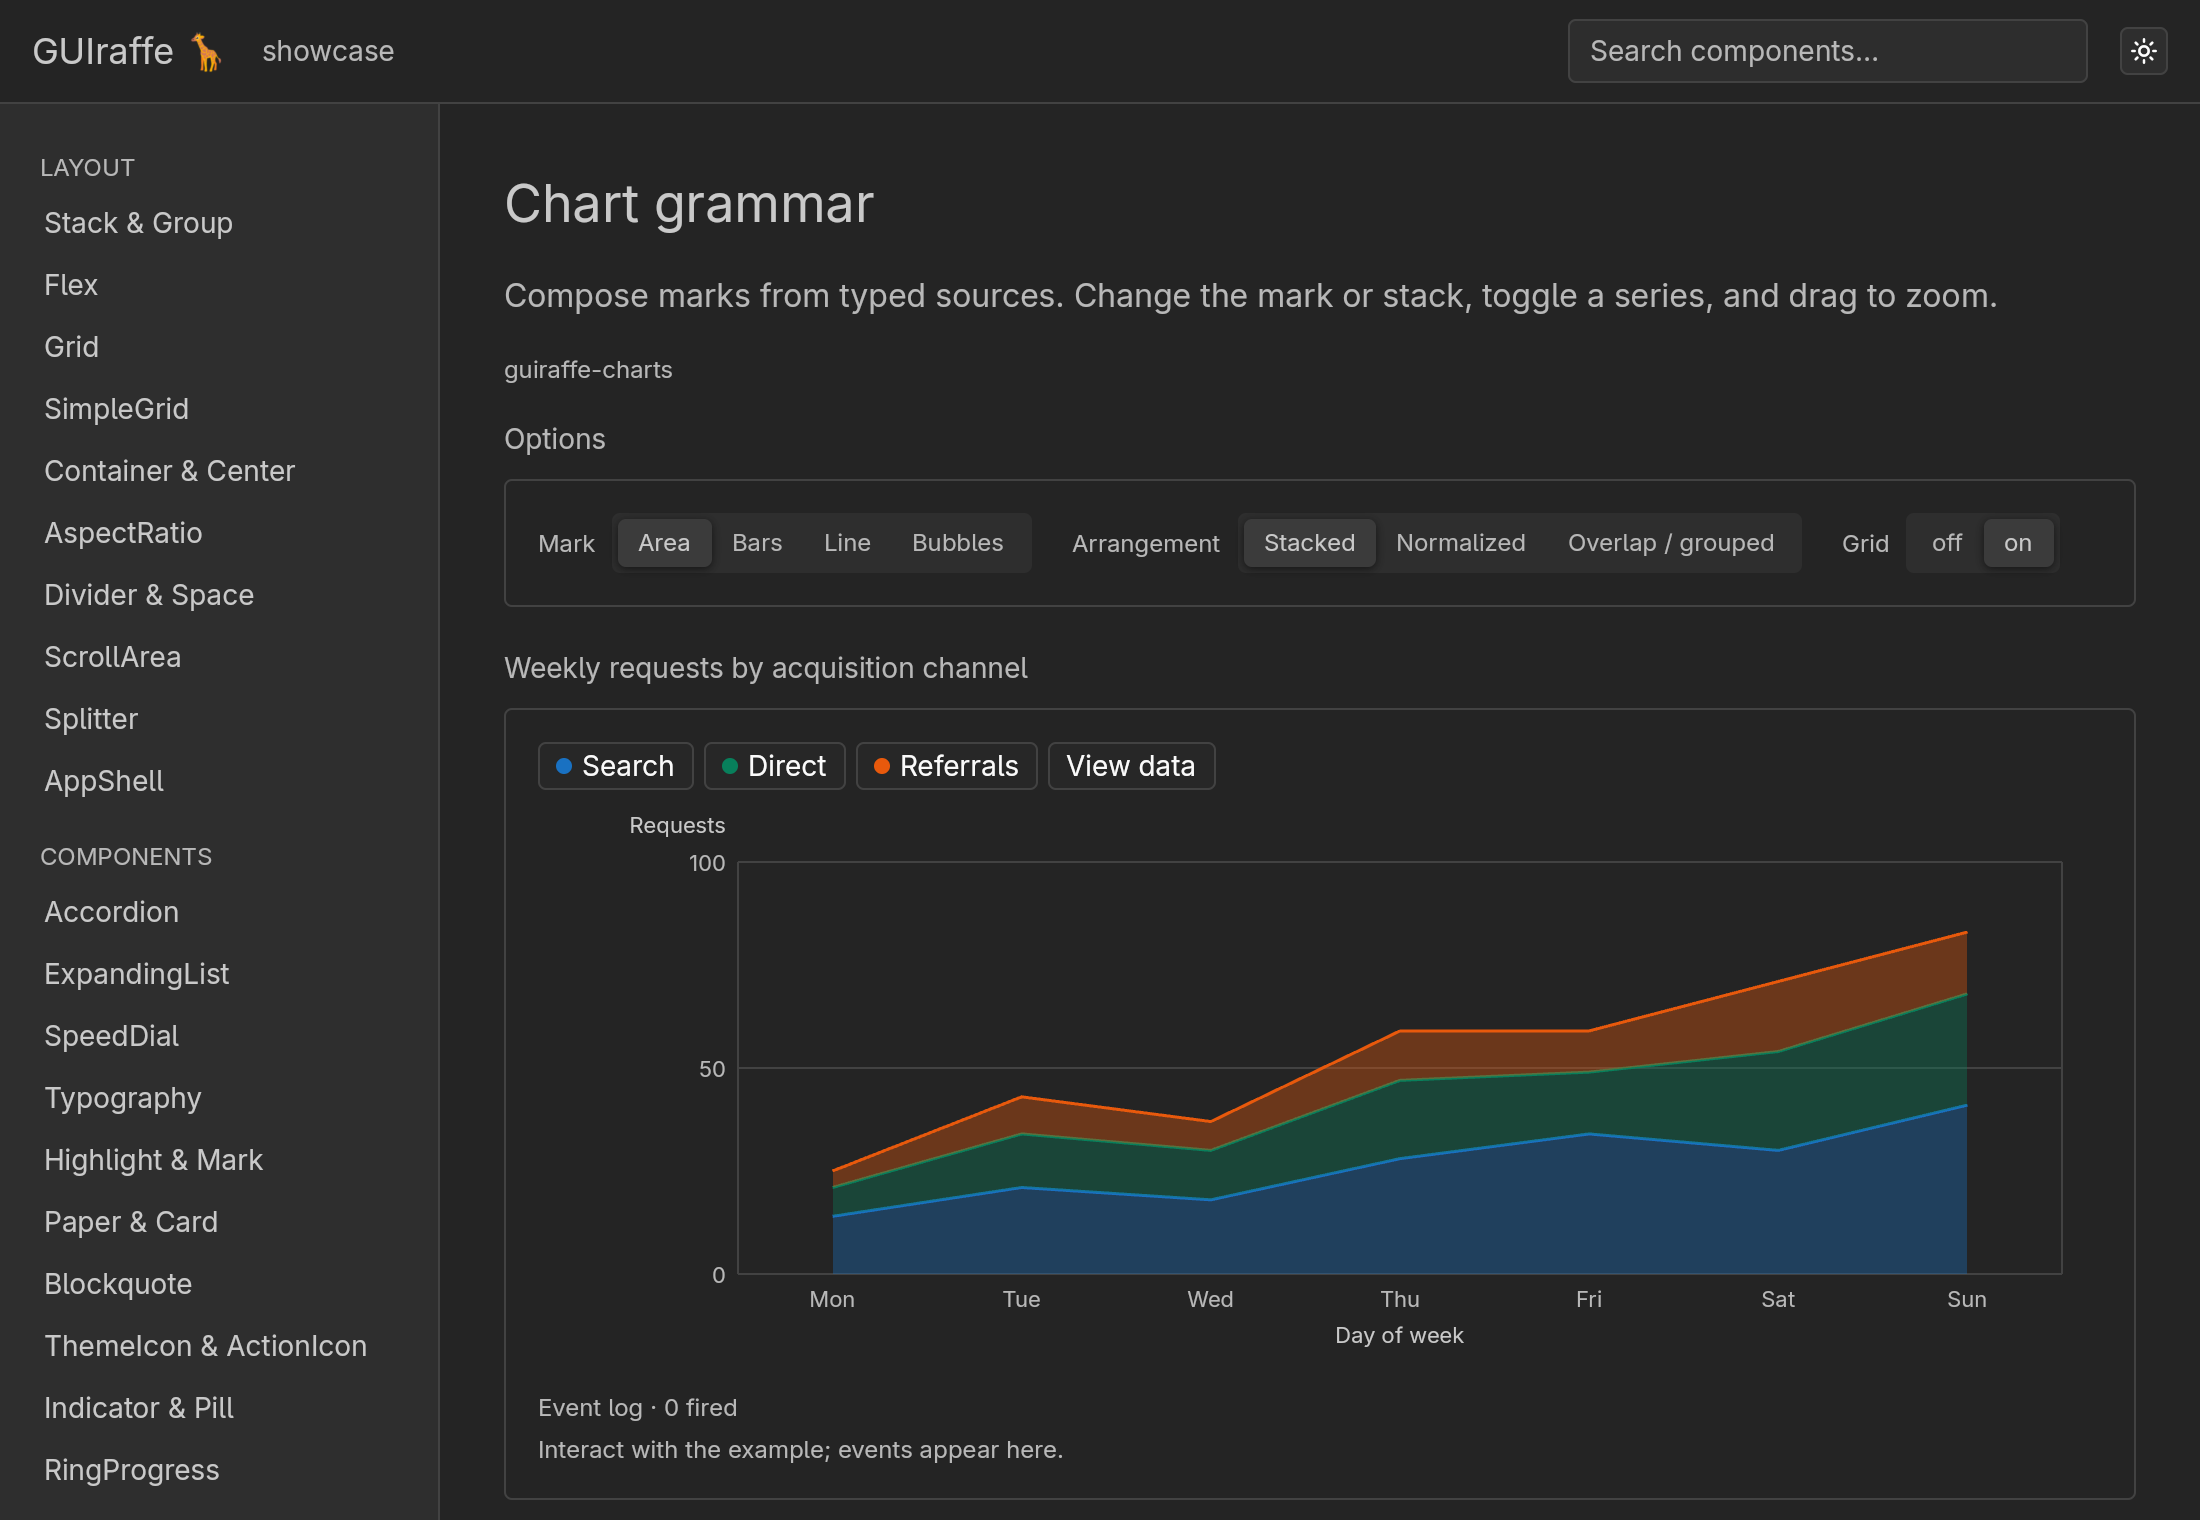 GUIraffe 🦒 showcase
Search components...
LAYOUT
Stack & Group
Flex
Grid
SimpleGrid
Container & Center
AspectRatio
Divider & Space
ScrollArea
Splitter
AppShell
COMPONENTS
Accordion
ExpandingList
SpeedDial
Typography
Highlight & Mark
Paper & Card
Blockquote
ThemeIcon & ActionIcon
Indicator & Pill
RingProgress
Chart grammar
Compose marks from typed sources. Change the mark or stack, toggle a series, and drag to zoom.
guiraffe-charts
Options
Mark Area Bars Line Bubbles Arrangement Stacked Normalized Overlap / grouped Grid off on
Weekly requests by acquisition channel
Search Direct Referrals View data
Requests
100
50
0
Mon Tue Wed Thu Fri Sat Sun
Day of week
Event log · 0 fired
Interact with the example; events appear here.